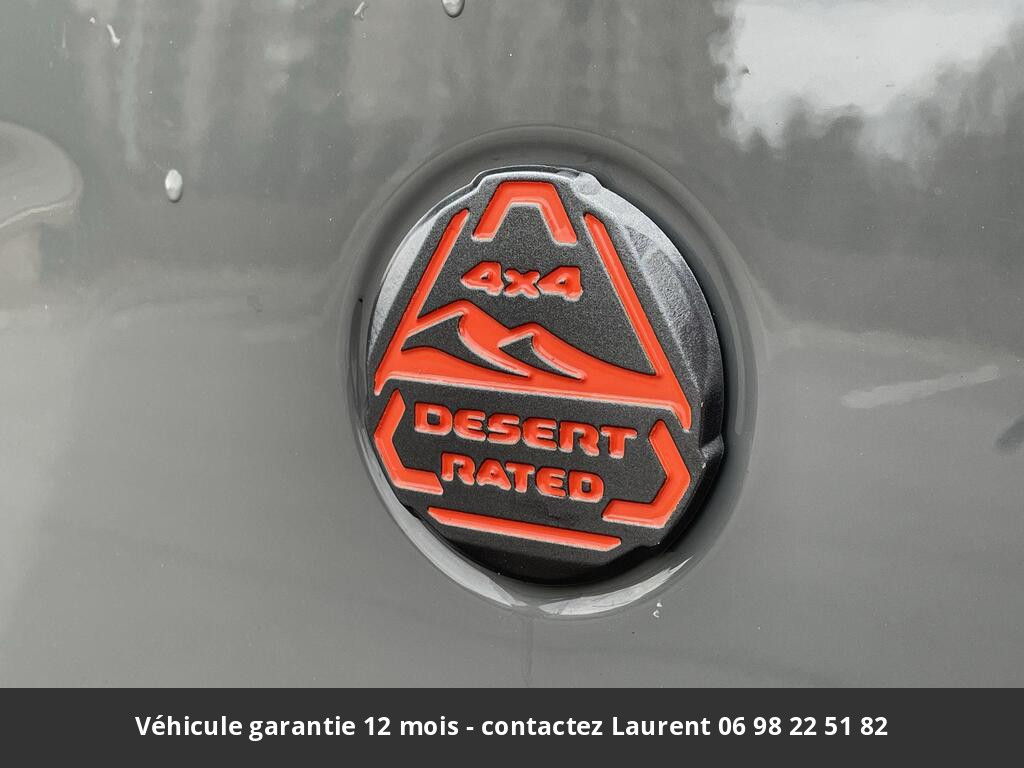 4x4
DESERT
RATED
Véhicule garantie 12 mois - contactez Laurent 06 98 22 51 82